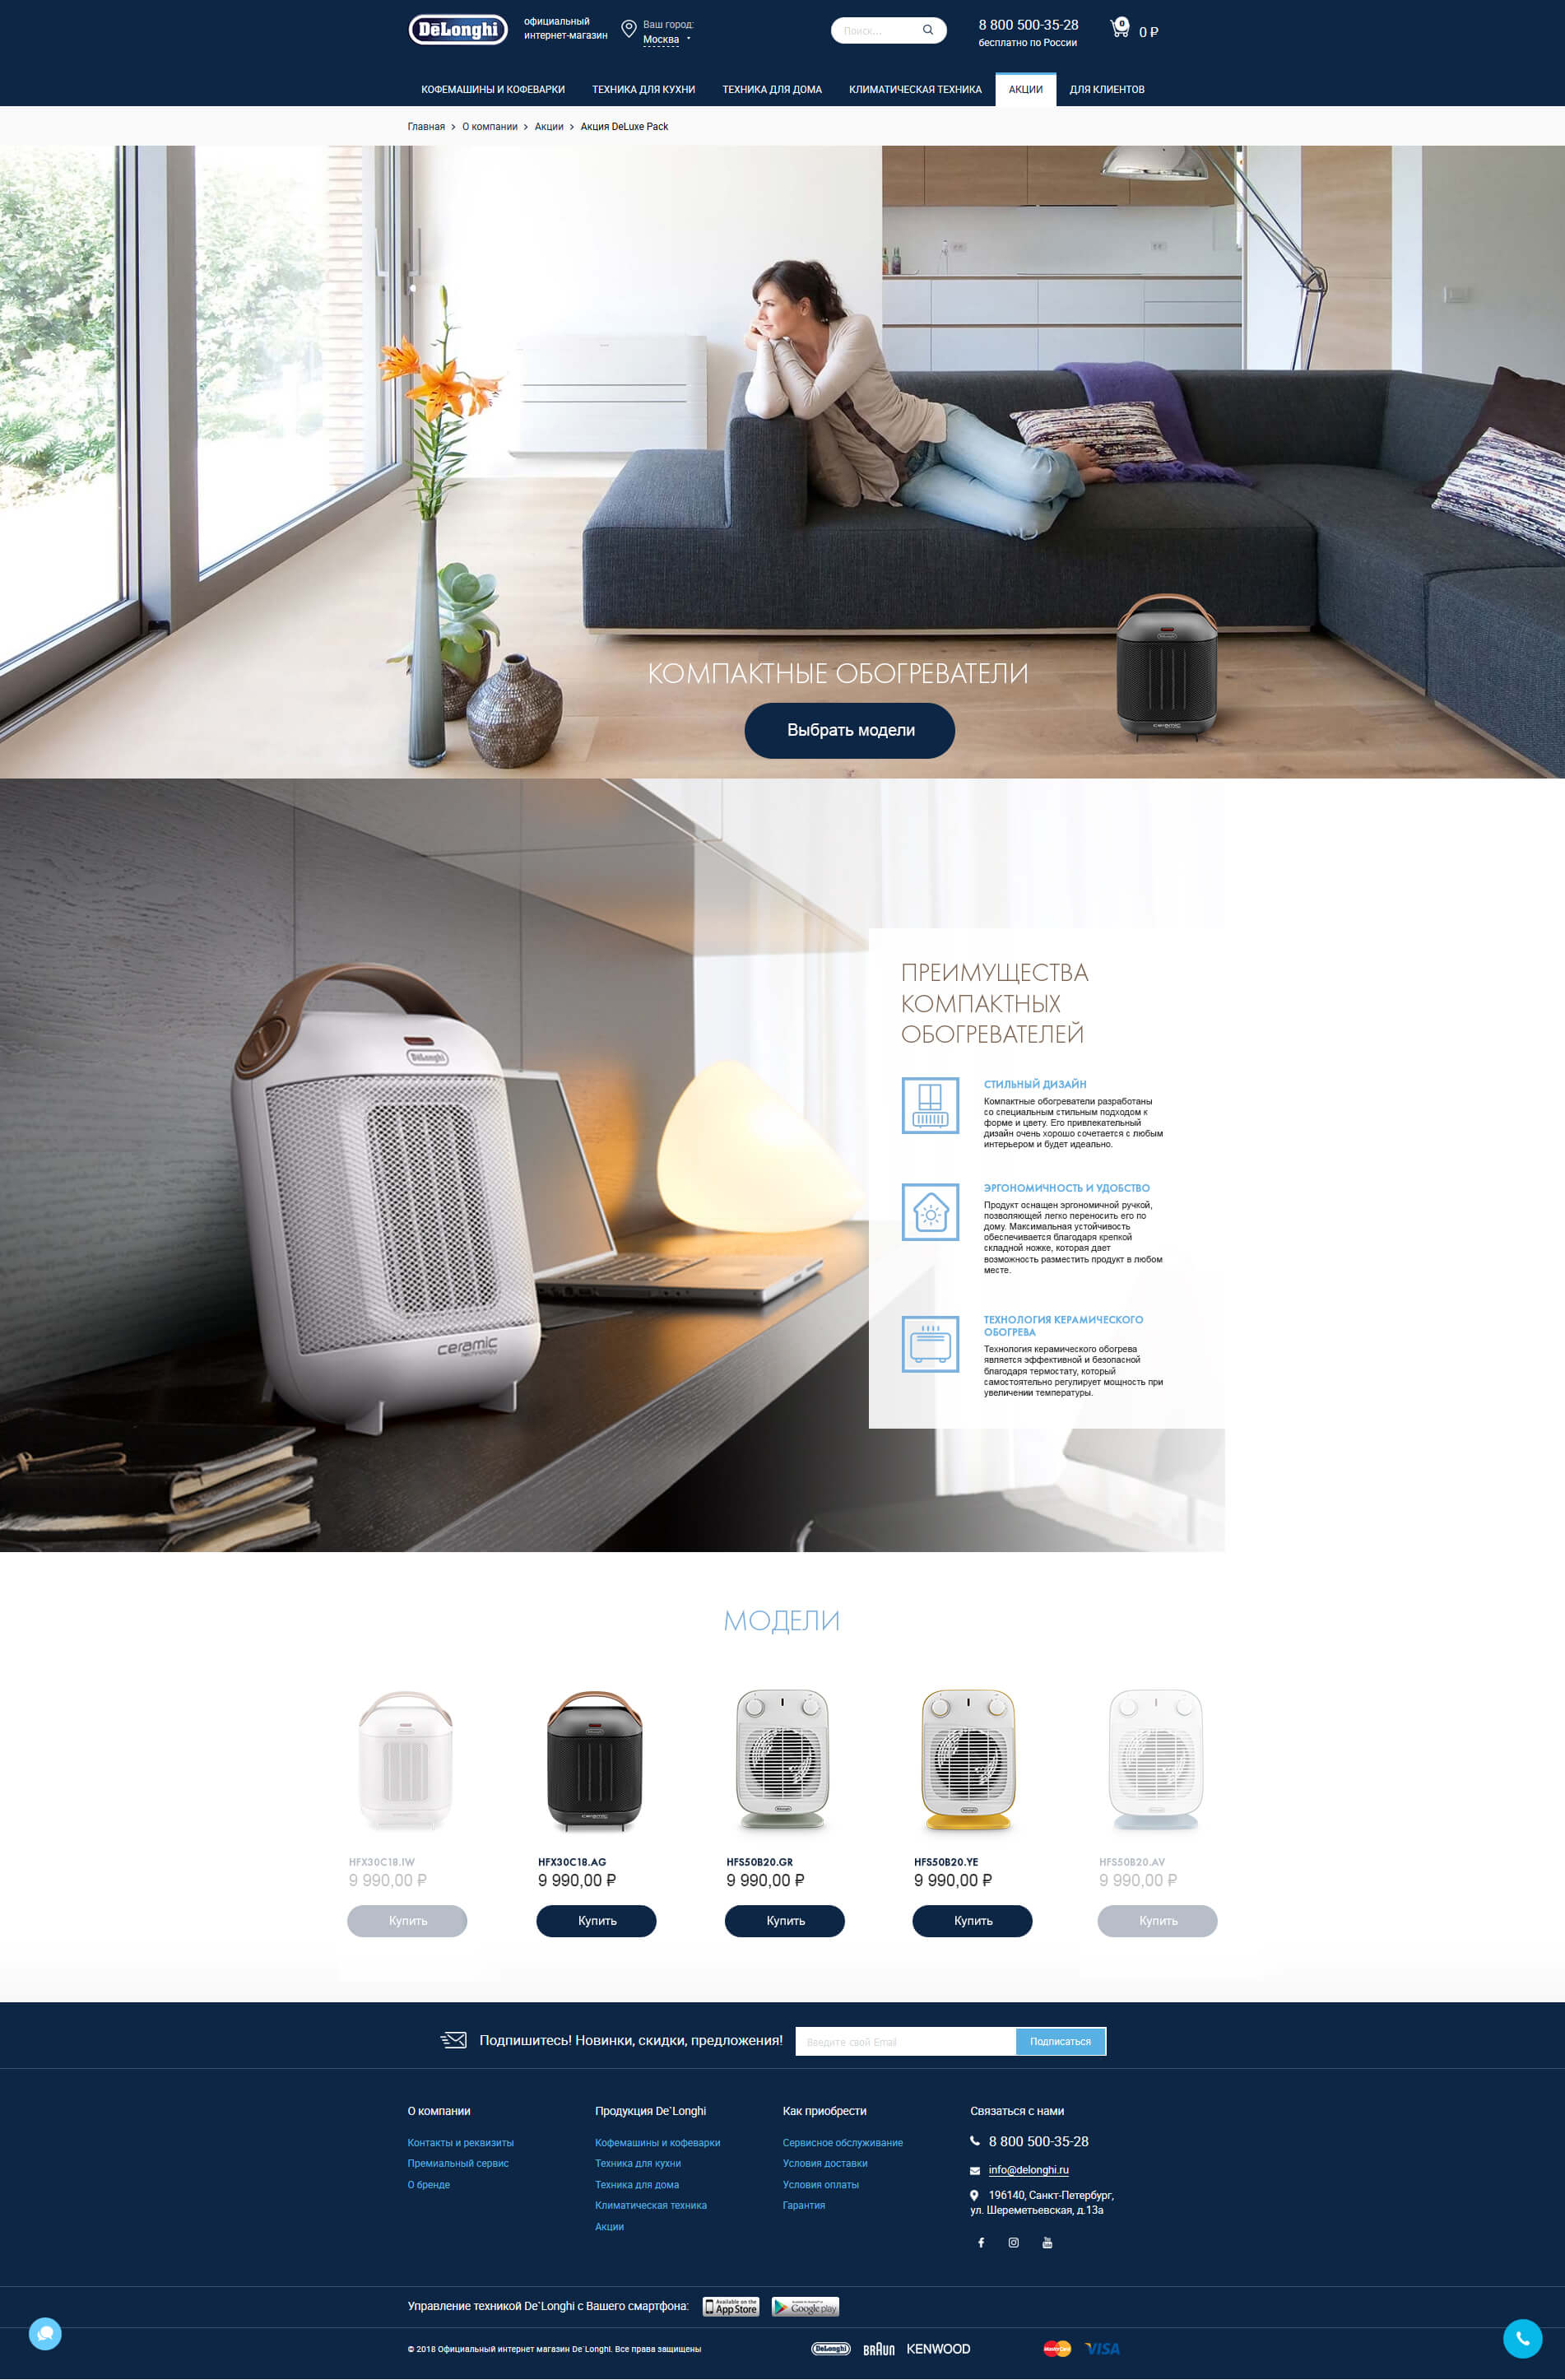 DeLonghi
официальный
интернет-магазин
Ваш город:
Москва
Поиск...
8 800 500-35-28
бесплатно по России
0
0 ₽
КОФЕМАШИНЫ И КОФЕВАРКИ
ТЕХНИКА ДЛЯ КУХНИ
ТЕХНИКА ДЛЯ ДОМА
КЛИМАТИЧЕСКАЯ ТЕХНИКА
АКЦИИ
ДЛЯ КЛИЕНТОВ
Главная > О компании > Акции > Акция DeLuxe Pack
КОМПАКТНЫЕ ОБОГРЕВАТЕЛИ
Выбрать модели
DeLonghi
ceramic
DeLonghi
ceramic
technology
ПРЕИМУЩЕСТВА
КОМПАКТНЫХ
ОБОГРЕВАТЕЛЕЙ
СТИЛЬНЫЙ ДИЗАЙН
Компактные обогреватели разработаны
со специальным стильным подходом к
форме и цвету. Его привлекательный
дизайн очень хорошо сочетается с любым
интерьером и будет идеально.
ЭРГОНОМИЧНОСТЬ И УДОБСТВО
Продукт оснащен эргономичной ручкой,
позволяющей легко переносить его по
дому. Максимальная устойчивость
обеспечивается благодаря крепкой
складной ножке, которая дает
возможность разместить продукт в любом
месте.
ТЕХНОЛОГИЯ КЕРАМИЧЕСКОГО
ОБОГРЕВА
Технология керамического обогрева
является эффективной и безопасной
благодаря термостату, который
самостоятельно регулирует мощность при
увеличении температуры.
МОДЕЛИ
HFX30C18.IW
9 990,00 ₽
Купить
HFX30C18.AG
9 990,00 ₽
Купить
HFS50B20.GR
9 990,00 ₽
Купить
HFS50B20.YE
9 990,00 ₽
Купить
HFS50B20.AV
9 990,00 ₽
Купить
Подпишитесь! Новинки, скидки, предложения!
Введите свой Email
Подписаться
О компании
Контакты и реквизиты
Премиальный сервис
О бренде
Продукция De`Longhi
Кофемашины и кофеварки
Техника для кухни
Техника для дома
Климатическая техника
Акции
Как приобрести
Сервисное обслуживание
Условия доставки
Условия оплаты
Гарантия
Связаться с нами
8 800 500-35-28
info@delonghi.ru
196140, Санкт-Петербург,
ул. Шереметьевская, д.13а
Управление техникой De`Longhi с Вашего смартфона:
Available on the
App Store
Google play
© 2018 Официальный интернет магазин De`Longhi. Все права защищены
DeLonghi
BRAUN
KENWOOD
MasterCard
VISA